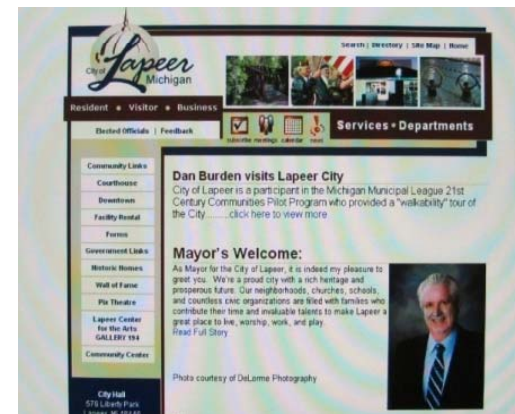 Search | Directory | Site Map | Home
City of Lapeer
Michigan
Resident • Visitor • Business
Elected Officials | Feedback
subscribe meetings calendar news
Services • Departments
Community Links
Courthouse
Downtown
Facility Rental
Forms
Government Links
Historic Homes
Wall of Fame
Pix Theatre
Lapeer Center
for the Arts
GALLERY 194
Community Center
City Hall
576 Liberty Park
Dan Burden visits Lapeer City
City of Lapeer is a participant in the Michigan Municipal League 21st
Century Communities Pilot Program who provided a "walkability" tour of
the City.........click here to view more
Mayor's Welcome:
As Mayor for the City of Lapeer, it is indeed my pleasure to
greet you. We're a proud city with a rich heritage and
prosperous future. Our neighborhoods, churches, schools,
and countless civic organizations are filled with families who
contribute their time and invaluable talents to make Lapeer a
great place to live, worship, work, and play.
Read Full Story
Photo courtesy of DeLorme Photography